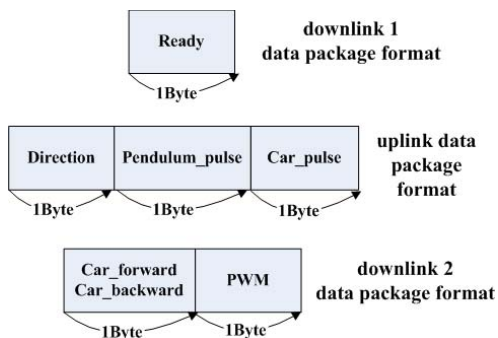 Ready
1Byte
downlink 1
data package format
Direction
Pendulum_pulse
Car_pulse
1Byte
1Byte
1Byte
uplink data
package
format
Car_forward
Car_backward
PWM
1Byte
1Byte
downlink 2
data package format